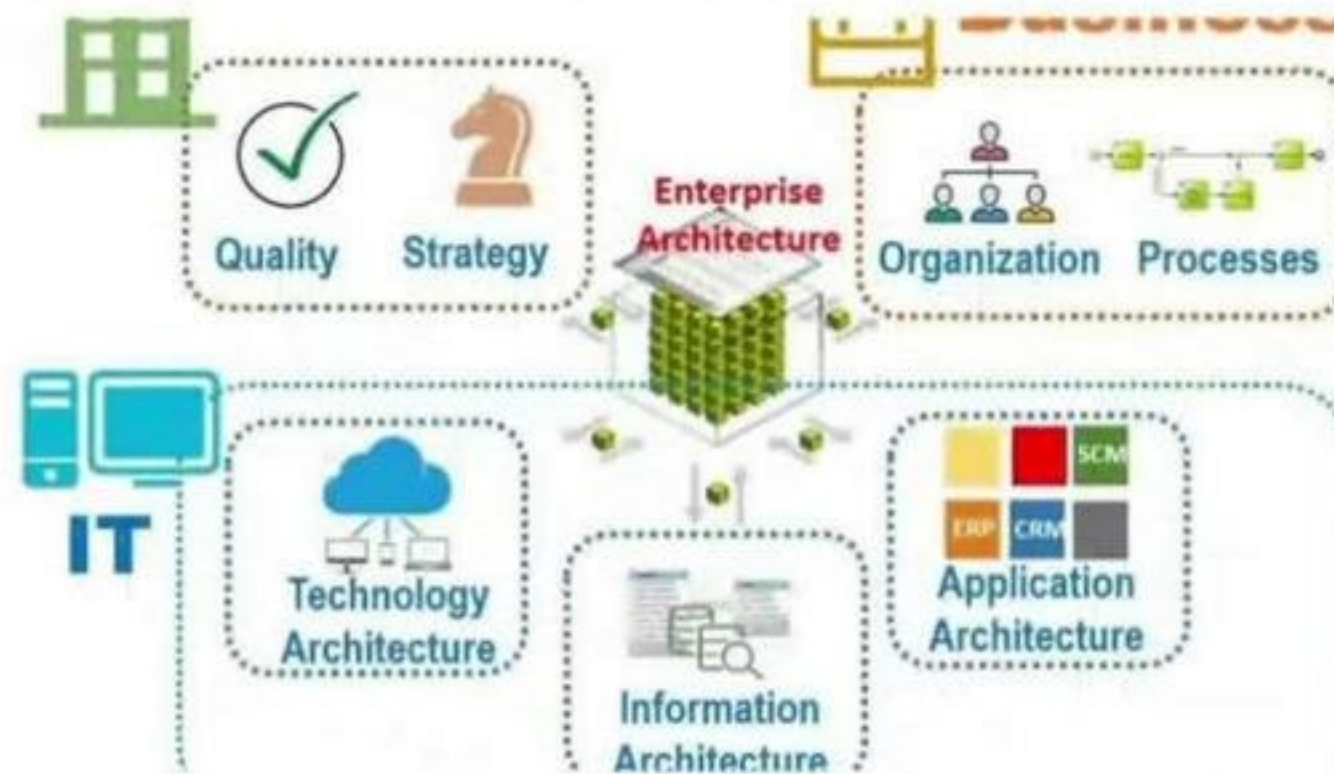 Enterprise
Architecture
Quality
Strategy
Organization
Processes
IT
SCM
ERP
CRM
Technology
Architecture
Application
Architecture
Information
Architecture